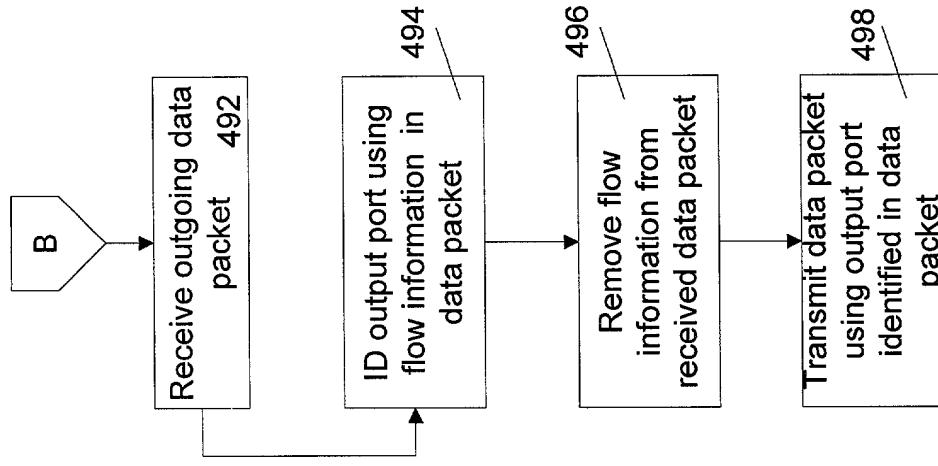 B
Receive outgoing data
packet 492
ID output port using
flow information in
data packet
494
Remove flow
information from
received data packet
496
Transmit data packet
using output port
identified in data
packet
498